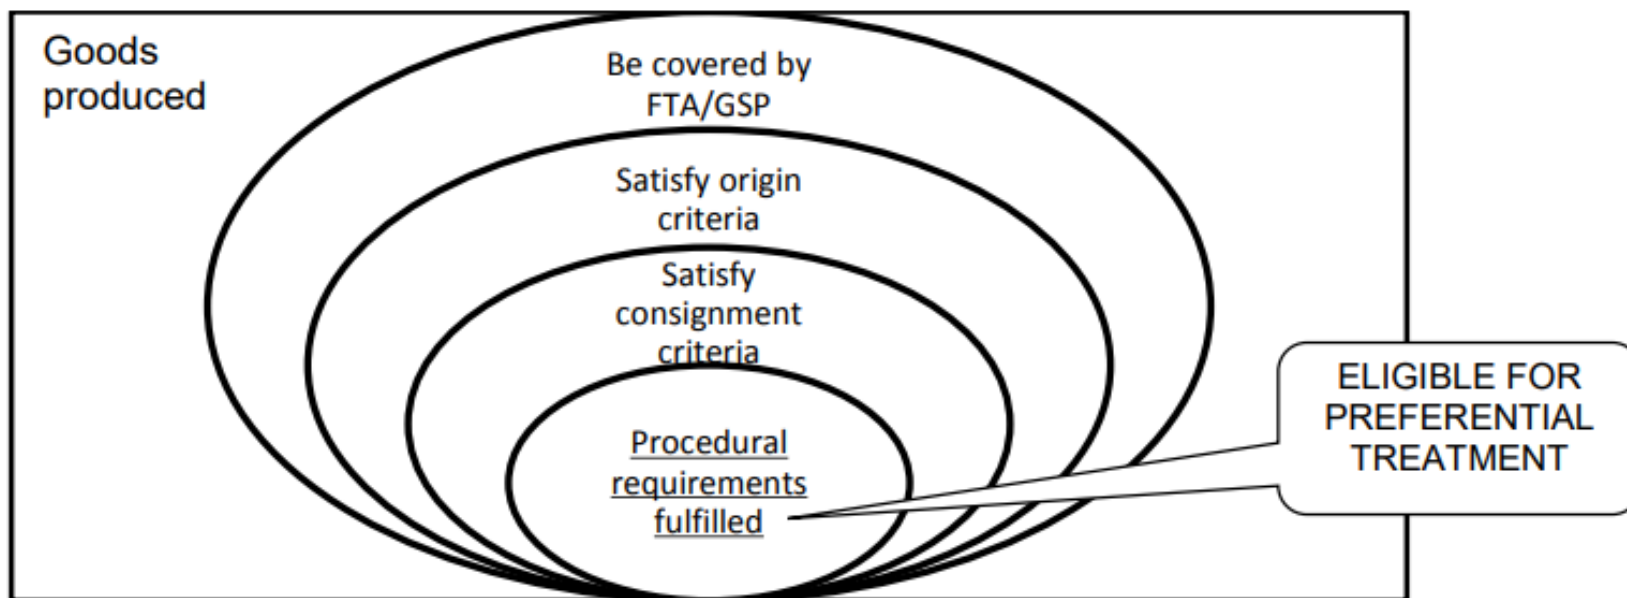 Goods
produced
Be covered by
FTA/GSP
Satisfy origin
criteria
Satisfy
consignment
criteria
Procedural
requirements
fulfilled
ELIGIBLE FOR
PREFERENTIAL
TREATMENT